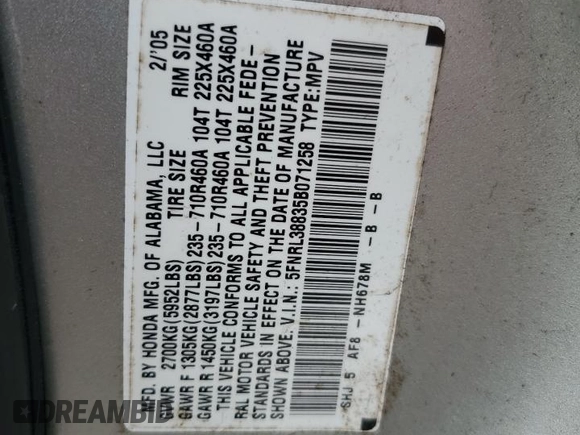 MFD. BY HONDA MFG. OF ALABAMA, LLC 2/'05
GVWR 2700KG(5952LBS) TIRE SIZE RIM SIZE
GAWR F 1305KG(2877LBS) 235-710R460A 104T 225X460A
GAWR R 1450KG(3197LBS) 235-710R460A 104T 225X460A
THIS VEHICLE CONFORMS TO ALL APPLICABLE FEDE-
RAL MOTOR VEHICLE SAFETY AND THEFT PREVENTION
STANDARDS IN EFFECT ON THE DATE OF MANUFACTURE
SHOWN ABOVE. V.I.N.: 5FNRL38835B071258 TYPE: MPV
SHJ 5 AF8 -NH678M -B -B
DREAMBID